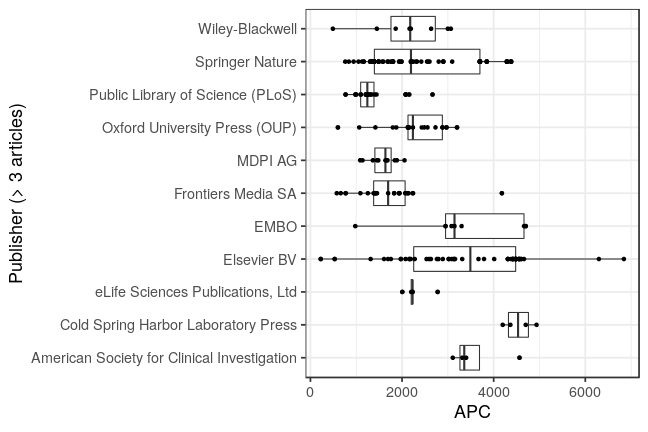 Wiley-Blackwell
Springer Nature
Public Library of Science (PLoS)
Oxford University Press (OUP)
MDPI AG
Frontiers Media SA
EMBO
Elsevier BV
eLife Sciences Publications, Ltd
Cold Spring Harbor Laboratory Press
American Society for Clinical Investigation
Publisher (> 3 articles)
0 2000 4000 6000
APC